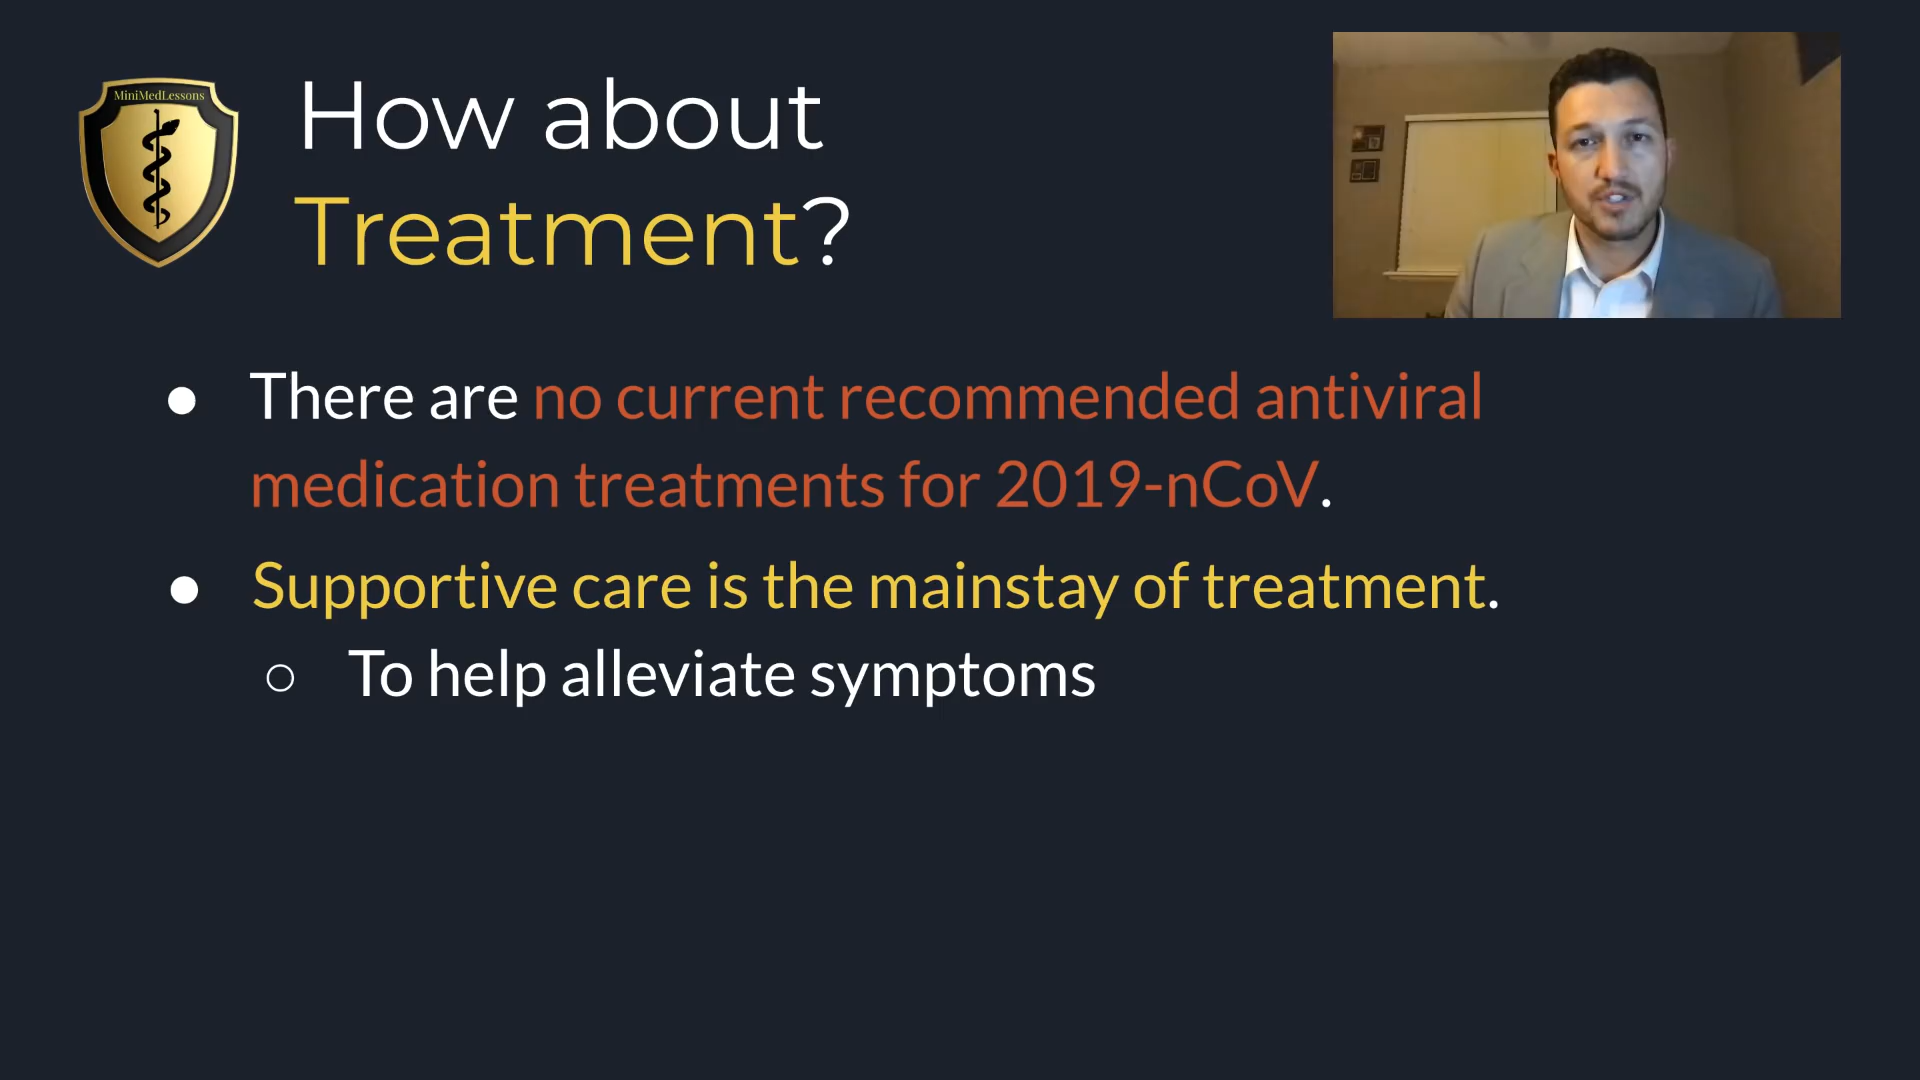 MiniMedLessons
How about
Treatment?
● There are no current recommended antiviral
medication treatments for 2019-nCoV.
● Supportive care is the mainstay of treatment.
○ To help alleviate symptoms